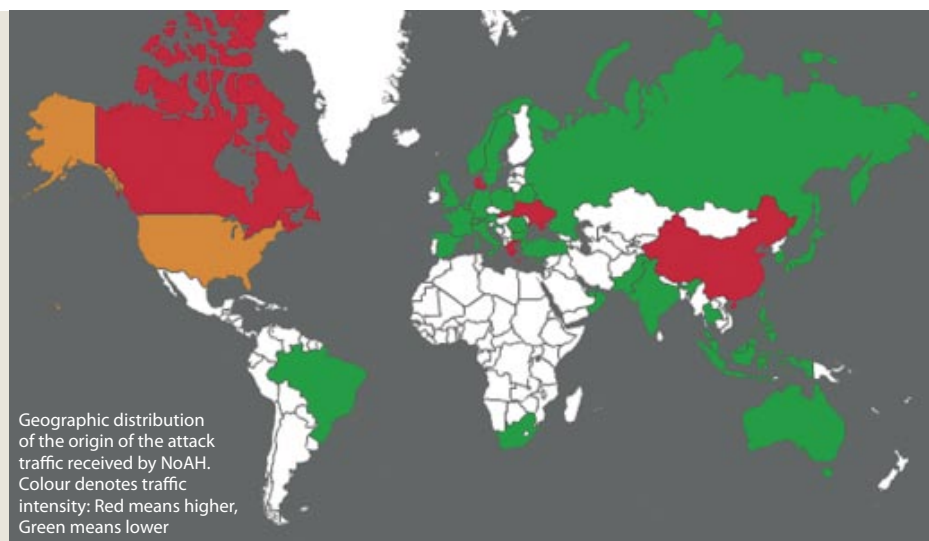 Geographic distribution
of the origin of the attack
traffic received by NoAH.
Colour denotes traffic
intensity: Red means higher,
Green means lower